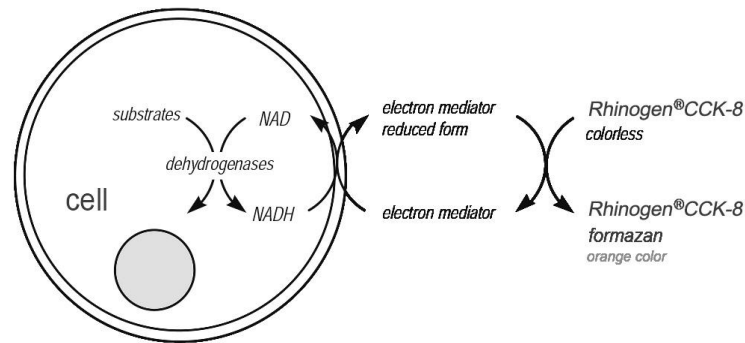 substrates
NAD
dehydrogenases
NADH
cell
electron mediator
reduced form
electron mediator
Rhinogen®CCK-8
colorless
Rhinogen®CCK-8
formazan
orange color